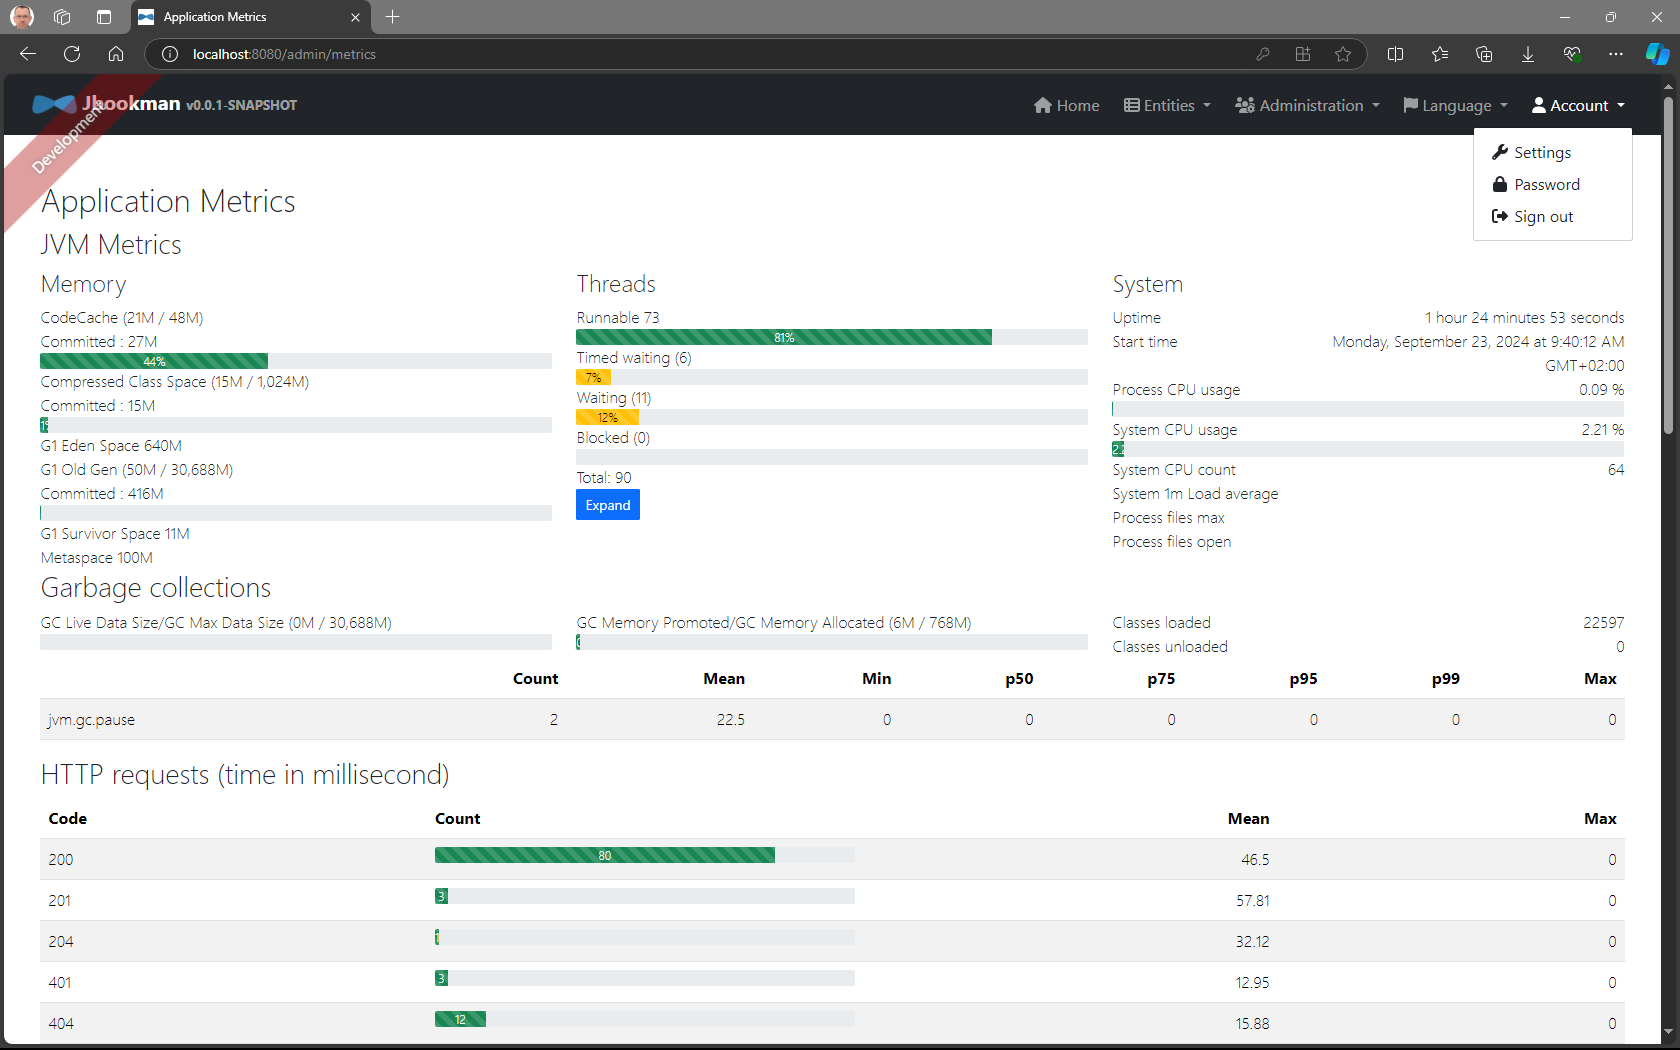 Application Metrics
localhost:8080/admin/metrics
Development
Jhookman v0.0.1-SNAPSHOT
Home
Entities
Administration
Language
Account
Settings
Password
Sign out
Application Metrics
JVM Metrics
Memory
CodeCache (21M / 48M)
Committed : 27M
44%
Compressed Class Space (15M / 1,024M)
Committed : 15M
G1 Eden Space 640M
G1 Old Gen (50M / 30,688M)
Committed : 416M
G1 Survivor Space 11M
Metaspace 100M
Threads
Runnable 73
81%
Timed waiting (6)
7%
Waiting (11)
12%
Blocked (0)
Total: 90
Expand
System
Uptime 1 hour 24 minutes 53 seconds
Start time Monday, September 23, 2024 at 9:40:12 AM
GMT+02:00
Process CPU usage 0.09 %
System CPU usage 2.21 %
System CPU count 64
System 1m Load average
Process files max
Process files open
Garbage collections
GC Live Data Size/GC Max Data Size (0M / 30,688M)
GC Memory Promoted/GC Memory Allocated (6M / 768M)
Classes loaded 22597
Classes unloaded 0
Count Mean Min p50 p75 p95 p99 Max
jvm.gc.pause 2 22.5 0 0 0 0 0 0
HTTP requests (time in millisecond)
Code Count Mean Max
200 80 46.5 0
201 3 57.81 0
204 1 32.12 0
401 3 12.95 0
404 12 15.88 0